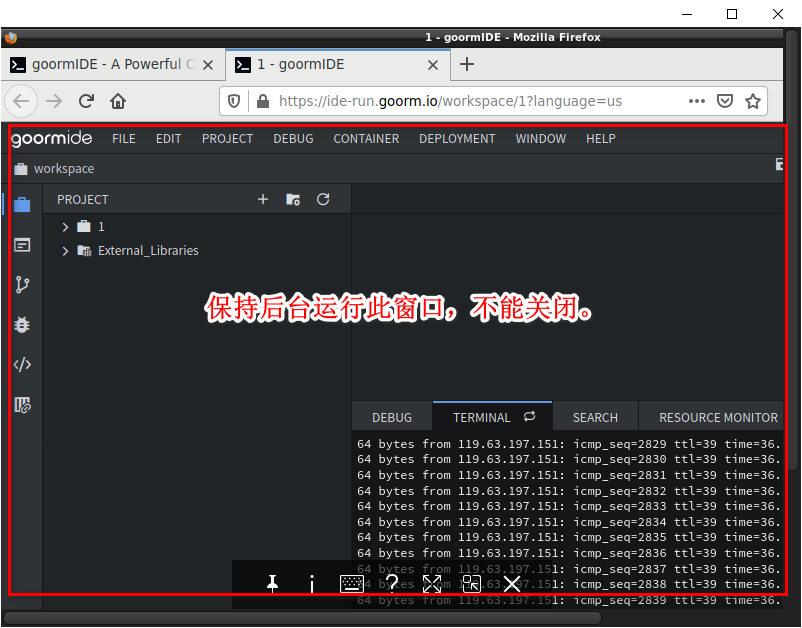 1 - goormIDE - Mozilla Firefox
goormIDE - A Powerful C
1 - goormIDE
https://ide-run.goorm.io/workspace/1?language=us
goormide FILE EDIT PROJECT DEBUG CONTAINER DEPLOYMENT WINDOW HELP
workspace
PROJECT
1
External_Libraries
保持后台运行此窗口，不能关闭。
DEBUG TERMINAL SEARCH RESOURCE MONITOR
64 bytes from 119.63.197.151: icmp_seq=2829 ttl=39 time=36.
64 bytes from 119.63.197.151: icmp_seq=2830 ttl=39 time=36.
64 bytes from 119.63.197.151: icmp_seq=2831 ttl=39 time=36.
64 bytes from 119.63.197.151: icmp_seq=2832 ttl=39 time=36.
64 bytes from 119.63.197.151: icmp_seq=2833 ttl=39 time=36.
64 bytes from 119.63.197.151: icmp_seq=2834 ttl=39 time=36.
64 bytes from 119.63.197.151: icmp_seq=2835 ttl=39 time=36.
64 bytes from 119.63.197.151: icmp_seq=2836 ttl=39 time=36.
64 bytes from 119.63.197.151: icmp_seq=2837 ttl=39 time=36.
64 bytes from 119.63.197.151: icmp_seq=2838 ttl=39 time=36.
64 bytes from 119.63.197.151: icmp_seq=2839 ttl=39 time=36.